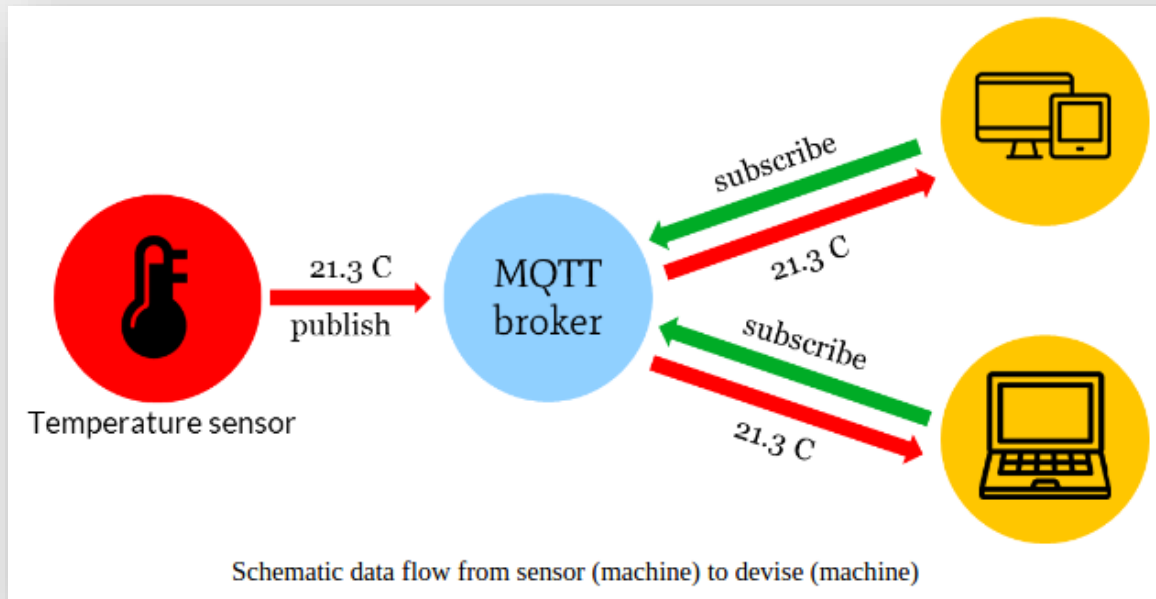 21.3 C
publish
Temperature sensor
MQTT
broker
subscribe
21.3 C
subscribe
21.3 C
Schematic data flow from sensor (machine) to devise (machine)